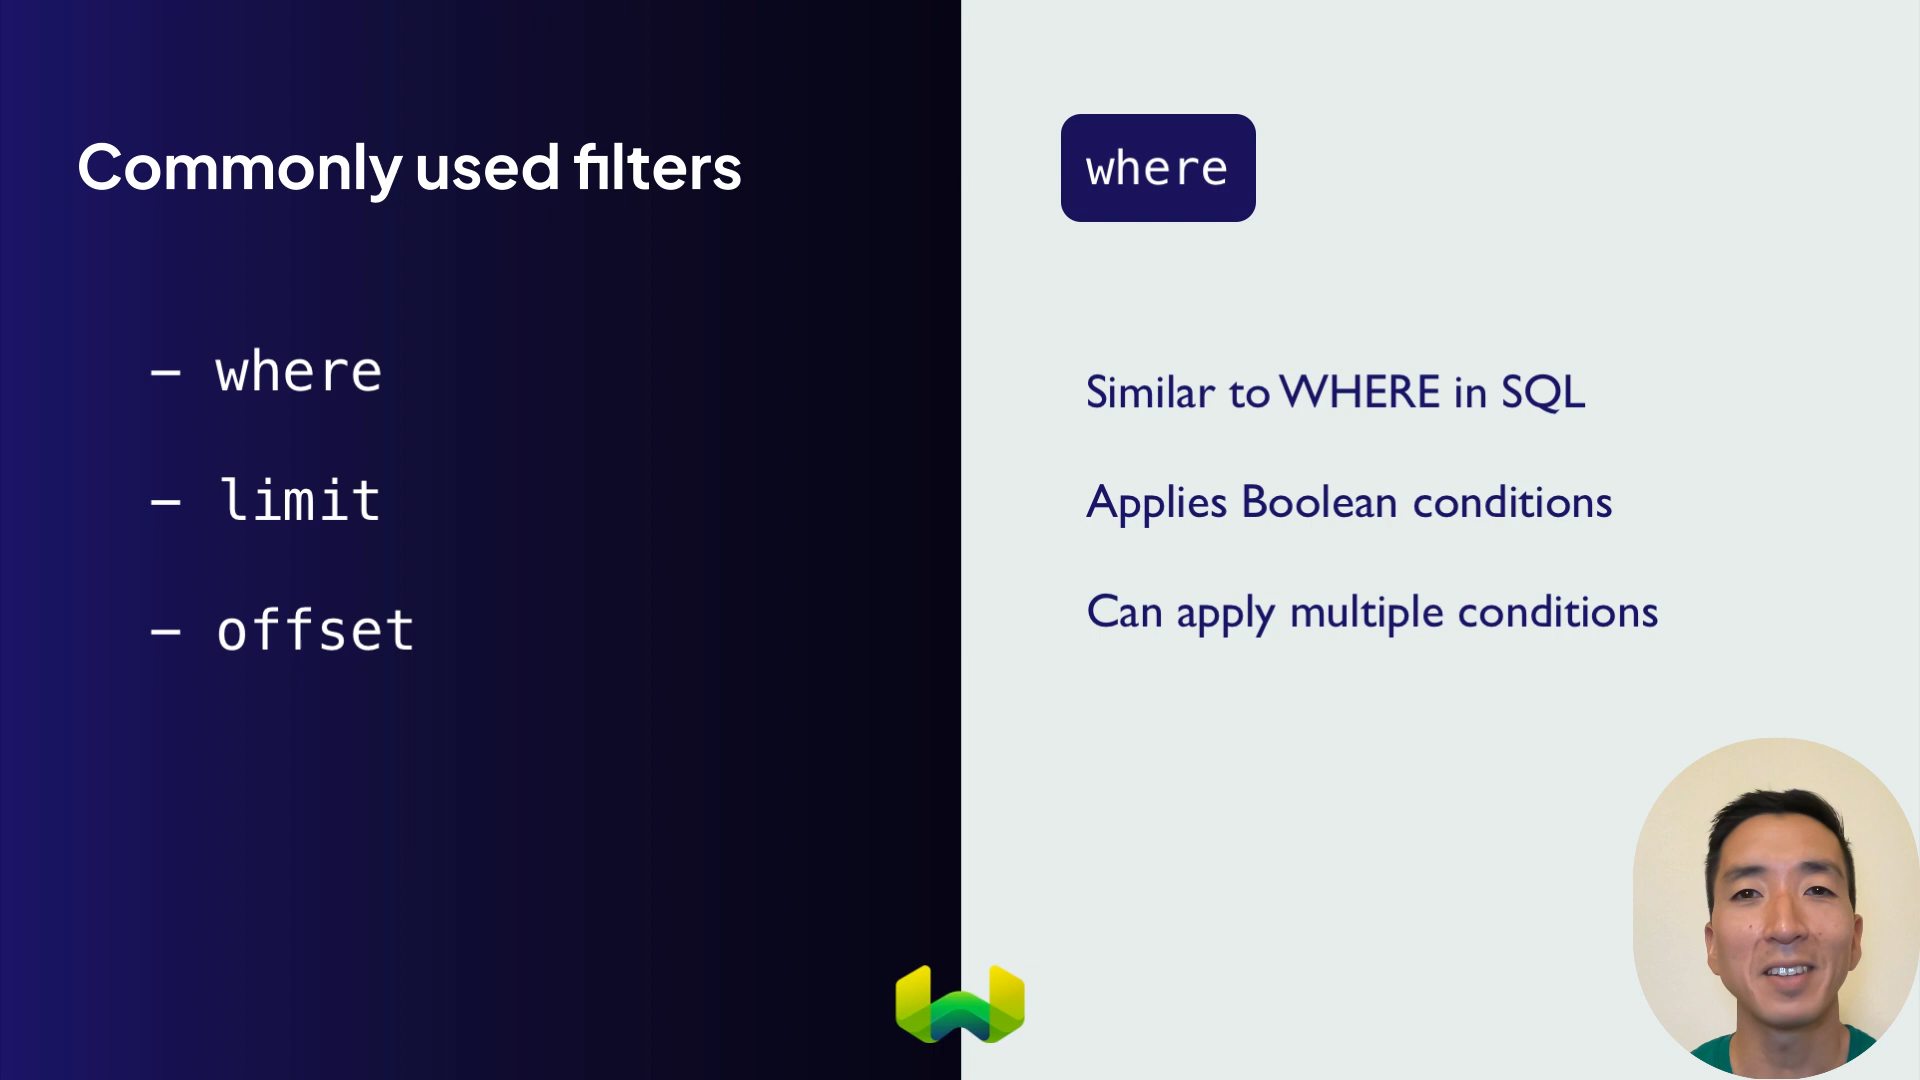 Commonly used filters
– where
– limit
– offset
where
Similar to WHERE in SQL
Applies Boolean conditions
Can apply multiple conditions